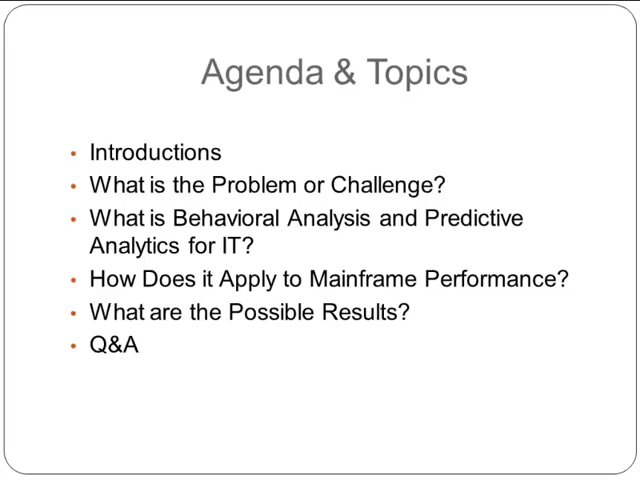 Agenda & Topics
• Introductions
• What is the Problem or Challenge?
• What is Behavioral Analysis and Predictive
Analytics for IT?
• How Does it Apply to Mainframe Performance?
• What are the Possible Results?
• Q&A